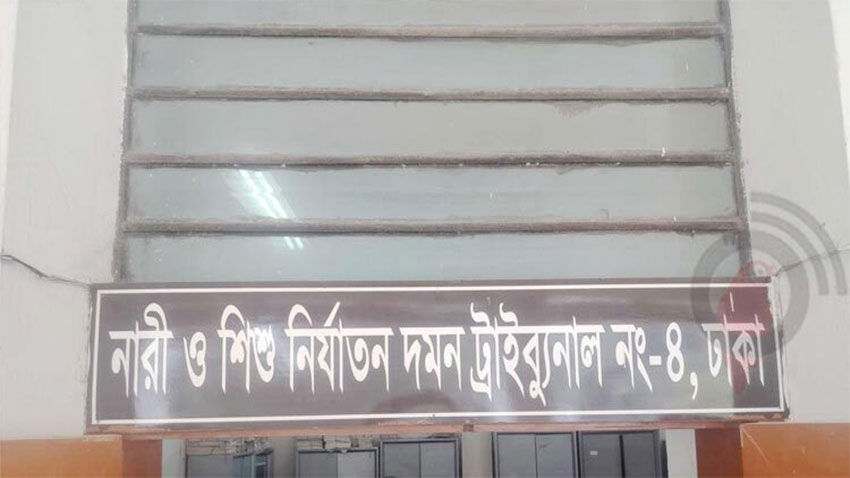 নারী ও শিশু নির্যাতন দমন ট্রাইব্যুনাল নং-৪, ঢাকা